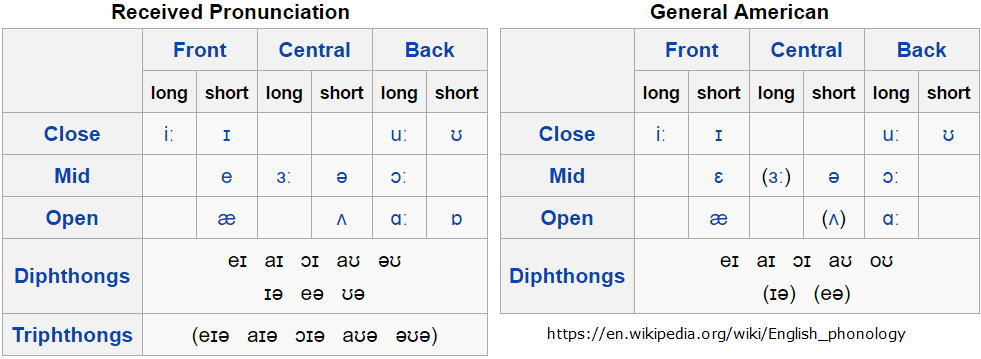 Received Pronunciation
Front Central Back
long short long short long short
Close iː ɪ uː ʊ
Mid e ɜː ə ɔː
Open æ ʌ ɑː ɒ
Diphthongs eɪ aɪ ɔɪ aʊ əʊ
ɪə eə ʊə
Triphthongs (eɪə aɪə ɔɪə aʊə əʊə)
General American
Front Central Back
long short long short long short
Close iː ɪ uː ʊ
Mid ɛ (ɜː) ə ɔː
Open æ (ʌ) ɑː
Diphthongs eɪ aɪ ɔɪ aʊ oʊ
(ɪə) (eə)
https://en.wikipedia.org/wiki/English_phonology